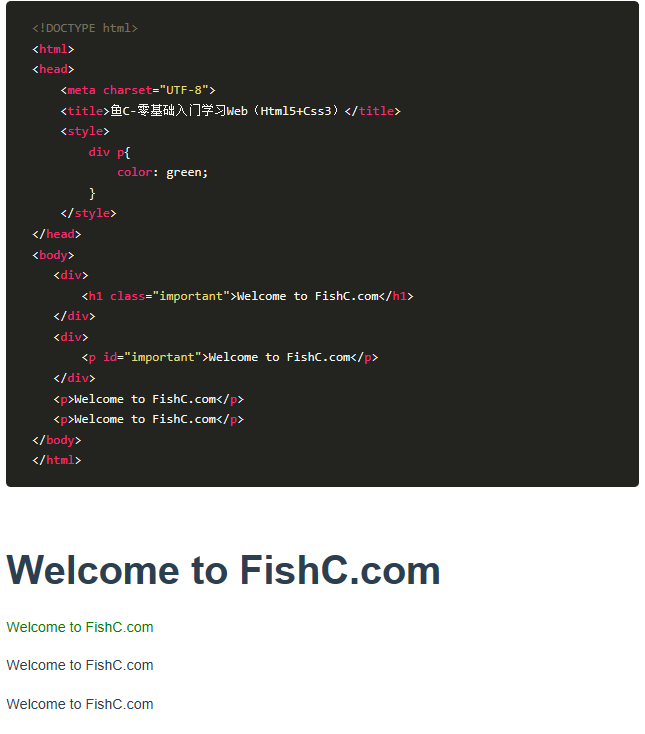 <!DOCTYPE html>
<html>
<head>
    <meta charset="UTF-8">
    <title>鱼C-零基础入门学习Web（Html5+Css3）</title>
    <style>
        div p{
            color: green;
        }
    </style>
</head>
<body>
   <div>
       <h1 class="important">Welcome to FishC.com</h1>
   </div>
   <div>
       <p id="important">Welcome to FishC.com</p>
   </div>
   <p>Welcome to FishC.com</p>
   <p>Welcome to FishC.com</p>
</body>
</html>
Welcome to FishC.com
Welcome to FishC.com
Welcome to FishC.com
Welcome to FishC.com